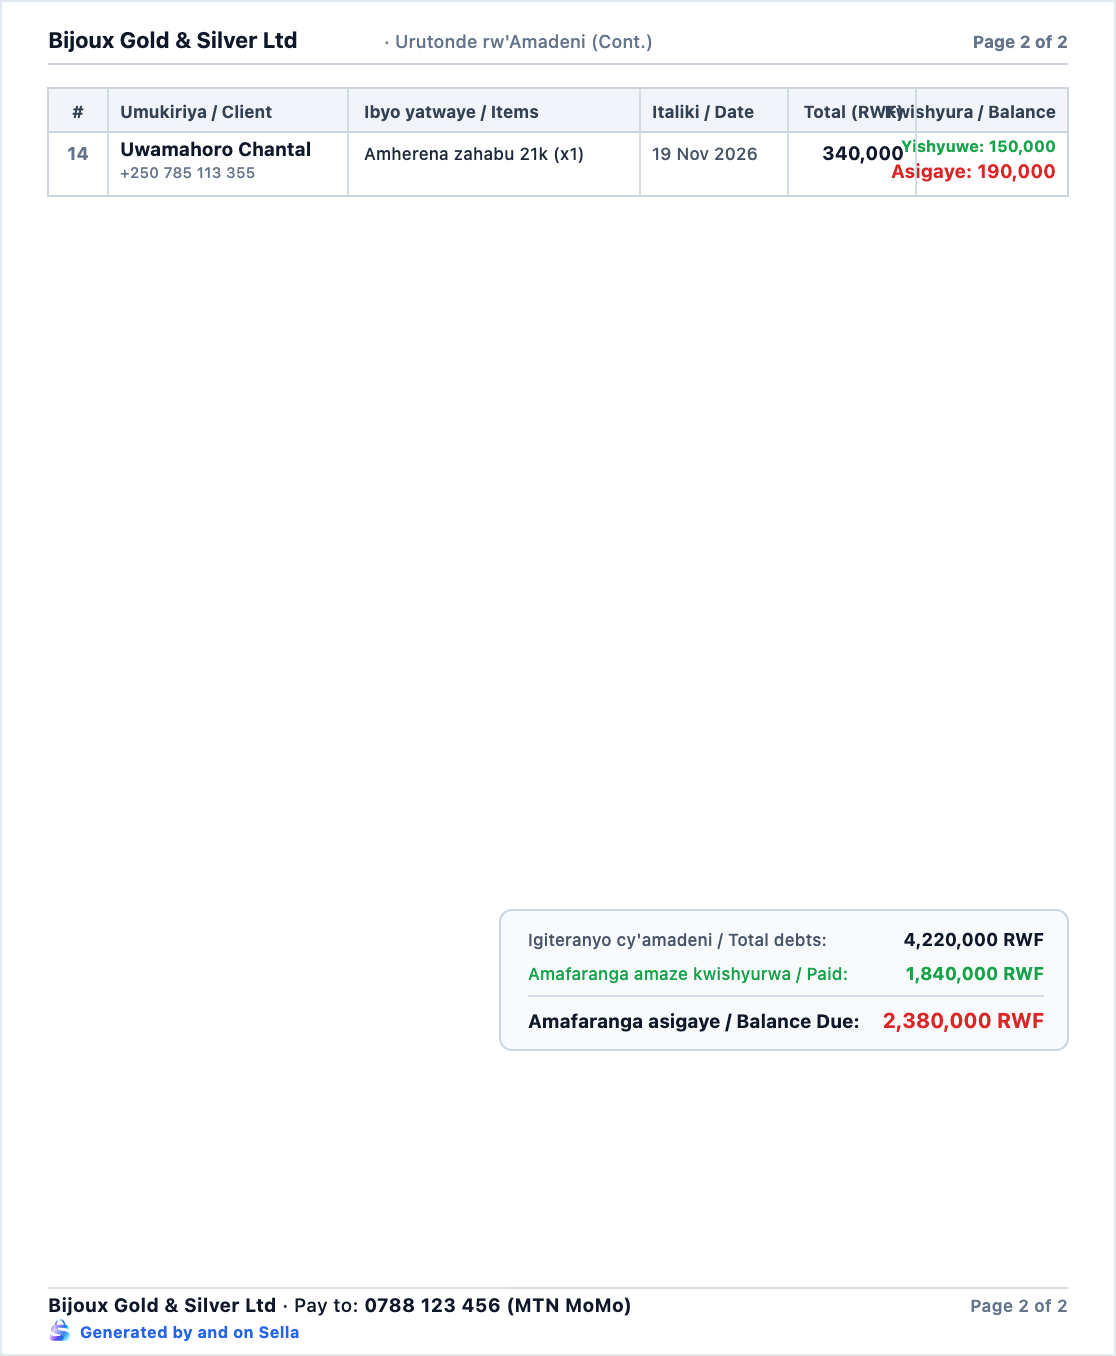 Bijoux Gold & Silver Ltd · Urutonde rw'Amadeni (Cont.) Page 2 of 2
# Umukiriya / Client Ibyo yatwaye / Items Italiki / Date Total (RWF) Kwishyura / Balance
14 Uwamahoro Chantal Amherena zahabu 21k (x1) 19 Nov 2026 340,000 Yishyuwe: 150,000
+250 785 113 355 Asigaye: 190,000
Igiteranyo cy'amadeni / Total debts: 4,220,000 RWF
Amafaranga amaze kwishyurwa / Paid: 1,840,000 RWF
Amafaranga asigaye / Balance Due: 2,380,000 RWF
Bijoux Gold & Silver Ltd · Pay to: 0788 123 456 (MTN MoMo) Page 2 of 2
Generated by and on Sella